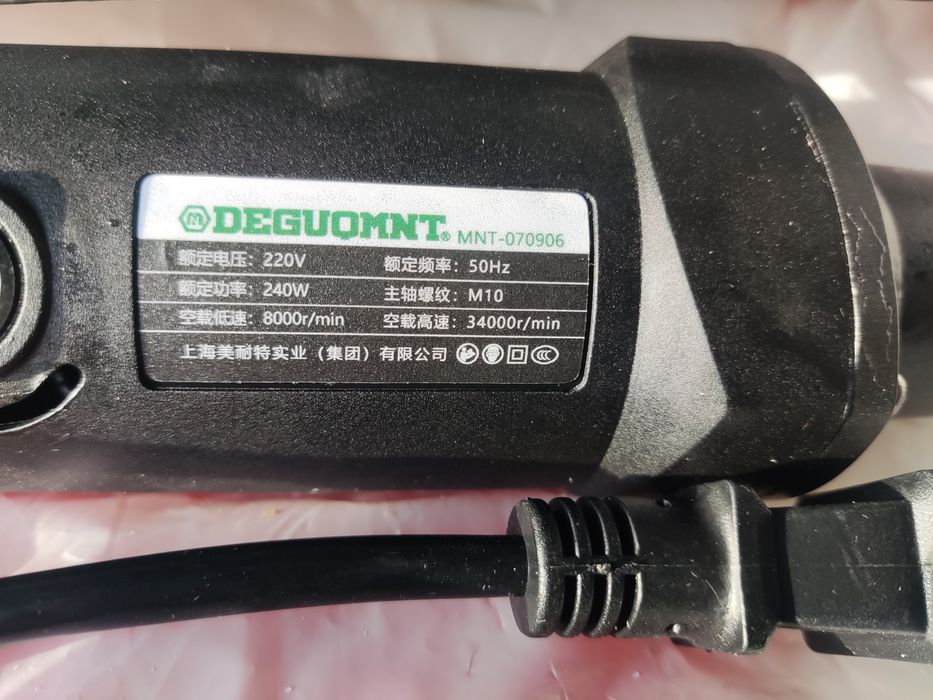 DEGUOMNT® MNT-070906
额定电压：220V 额定频率：50Hz
额定功率：240W 主轴螺纹：M10
空载低速：8000r/min 空载高速：34000r/min
上海美耐特实业（集团）有限公司 CCC